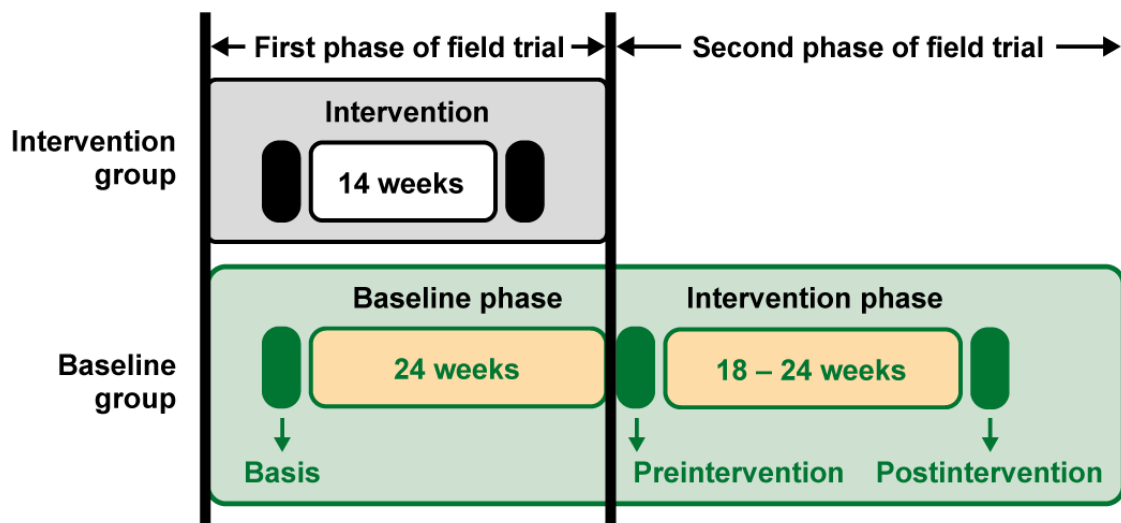 First phase of field trial
Second phase of field trial
Intervention
group
Intervention
14 weeks
Baseline
group
Baseline phase
Intervention phase
24 weeks
18 – 24 weeks
Basis
Preintervention
Postintervention